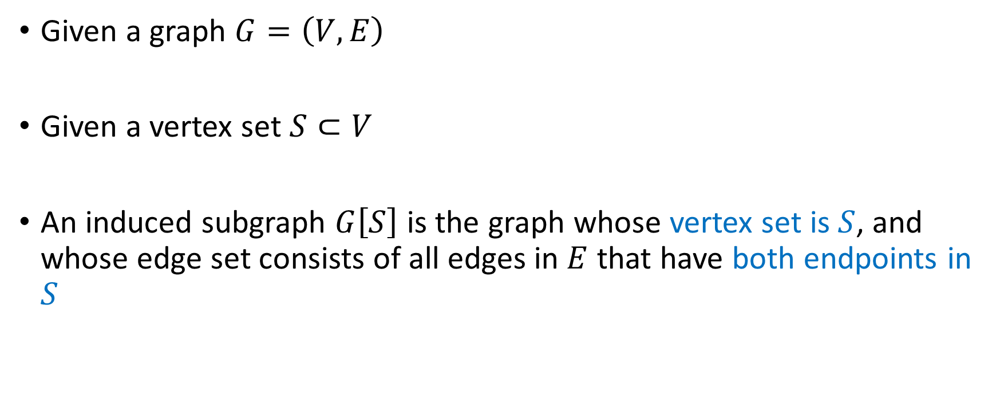 • Given a graph G = (V, E)
• Given a vertex set S ⊂ V
• An induced subgraph G[S] is the graph whose vertex set is S, and
whose edge set consists of all edges in E that have both endpoints in
S